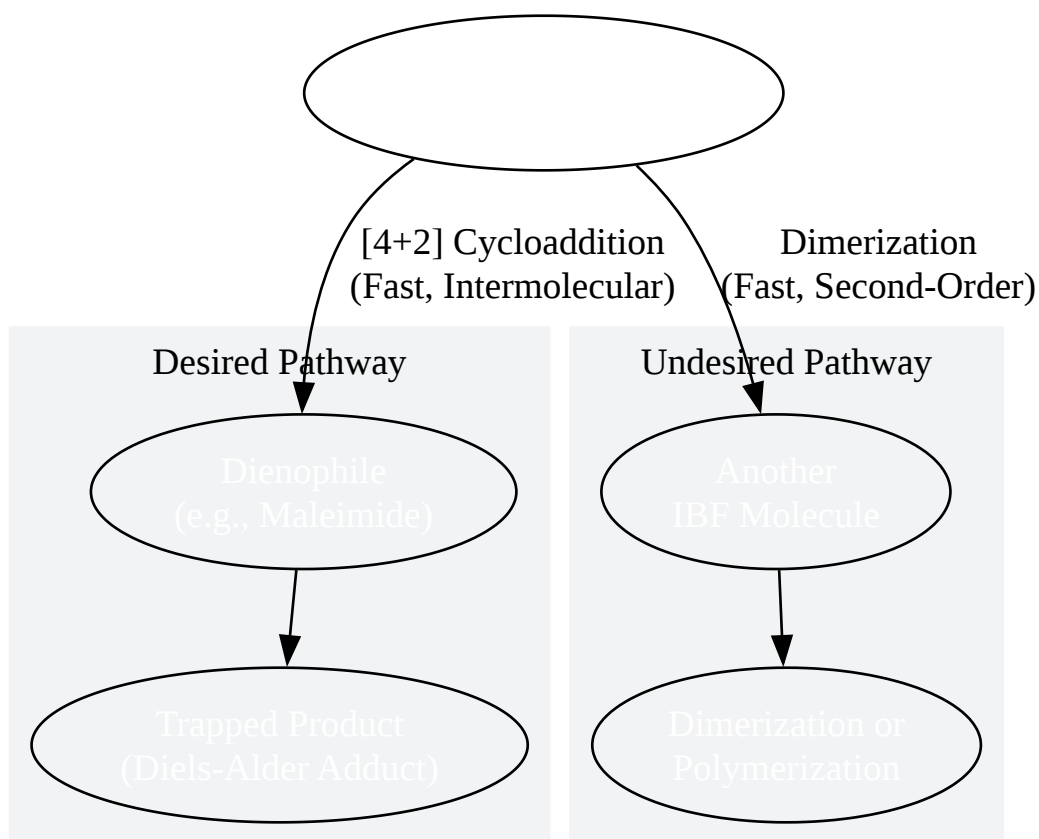 [4+2] Cycloaddition
(Fast, Intermolecular)
Dimerization
(Fast, Second-Order)
Desired Pathway
Undesired Pathway
Dienophile
(e.g., Maleimide)
Another
IBF Molecule
Trapped Product
(Diels-Alder Adduct)
Dimerization or
Polymerization